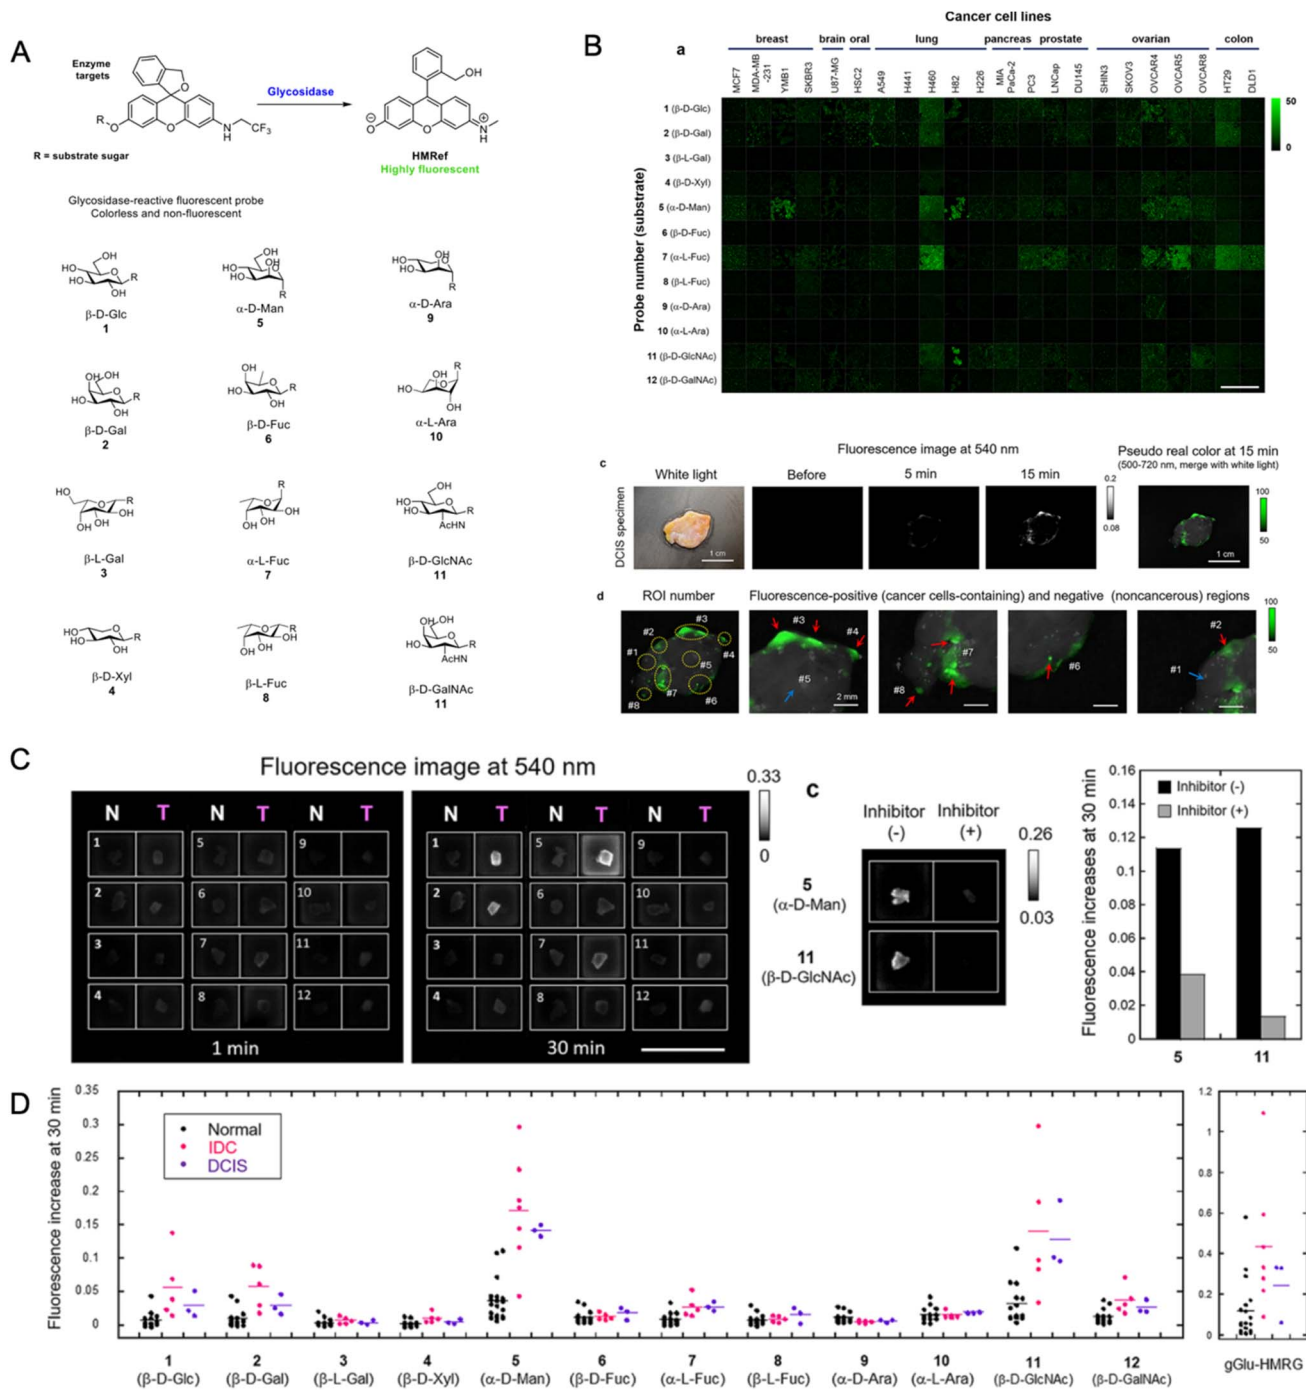 A
Enzyme
targets
Glycosidase
R = substrate sugar
HMRef
Highly fluorescent
Glycosidase-reactive fluorescent probe
Colorless and non-fluorescent
β-D-Glc
1
α-D-Man
5
α-D-Ara
9
β-D-Gal
2
β-D-Fuc
6
α-L-Ara
10
β-L-Gal
3
α-L-Fuc
7
β-D-GlcNAc
11
β-D-Xyl
4
β-L-Fuc
8
β-D-GalNAc
11
B
a
Cancer cell lines
breast brain oral lung pancreas prostate ovarian colon
MCF7
MDA-MB
-231
YMB1
SKBR3
U87-MG
HSC2
A549
H441
H460
H82
H226
MIA
PaCa-2
PC3
LNCap
DU145
SHIN3
SKOV3
OVCAR4
OVCAR5
OVCAR8
HT29
DLD1
Probe number (substrate)
1 (β-D-Glc)
2 (β-D-Gal)
3 (β-L-Gal)
4 (β-D-Xyl)
5 (α-D-Man)
6 (β-D-Fuc)
7 (α-L-Fuc)
8 (β-L-Fuc)
9 (α-D-Ara)
10 (α-L-Ara)
11 (β-D-GlcNAc)
12 (β-D-GalNAc)
50
0
c
Fluorescence image at 540 nm
Pseudo real color at 15 min
(500-720 nm, merge with white light)
White light Before 5 min 15 min
DCIS specimen
1 cm
0.2
0.08
1 cm
100
50
d
ROI number
Fluorescence-positive (cancer cells-containing) and negative (noncancerous) regions
#1
#2
#3
#4
#5
#6
#7
#8
#3
#4
#5
2 mm
#7
#8
#6
#2
#1
100
50
C
Fluorescence image at 540 nm
N T N T N T
1 5 9
2 6 10
3 7 11
4 8 12
1 min
N T N T N T
1 5 9
2 6 10
3 7 11
4 8 12
30 min
0.33
0
c
Inhibitor
(-)
Inhibitor
(+)
5
(α-D-Man)
11
(β-D-GlcNAc)
0.26
0.03
Fluorescence increases at 30 min
0.16
0.14
0.12
0.1
0.08
0.06
0.04
0.02
0
Inhibitor (-)
Inhibitor (+)
5 11
D
Fluorescence increase at 30 min
0.35
0.3
0.25
0.2
0.15
0.1
0.05
0
Normal
IDC
DCIS
1 2 3 4 5 6 7 8 9 10 11 12
(β-D-Glc) (β-D-Gal) (β-L-Gal) (β-D-Xyl) (α-D-Man) (β-D-Fuc) (α-L-Fuc) (β-L-Fuc) (α-D-Ara) (α-L-Ara) (β-D-GlcNAc) (β-D-GalNAc)
1.2
1
0.8
0.6
0.4
0.2
0
gGlu-HMRG